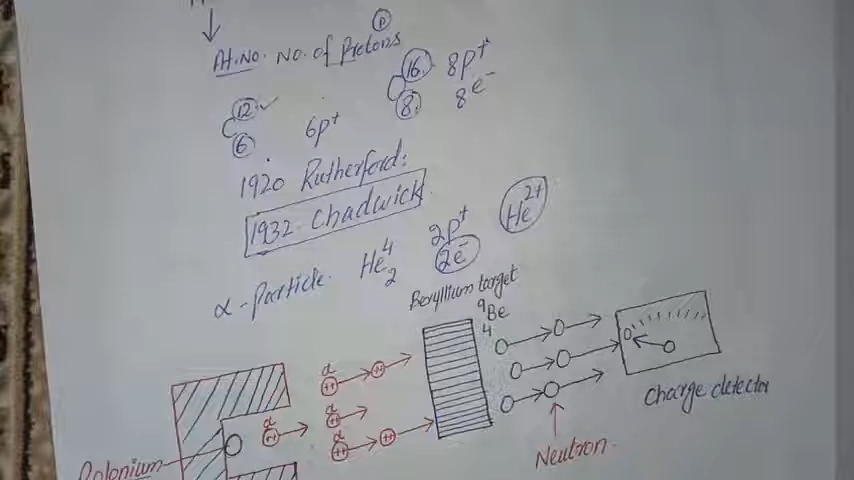 P
At.No. No. of Protons
12
C
6
6p+
16
O
8
8p+
8e-
1920 Rutherford:
1932- Chadwick
α-Particle. He 4 2
2p+
2e-
He2+
Beryllium target
9 Be
4
α
++ ++
α
++
α
++
α
++ ++
0
Polonium
Neutron.
Charge detector